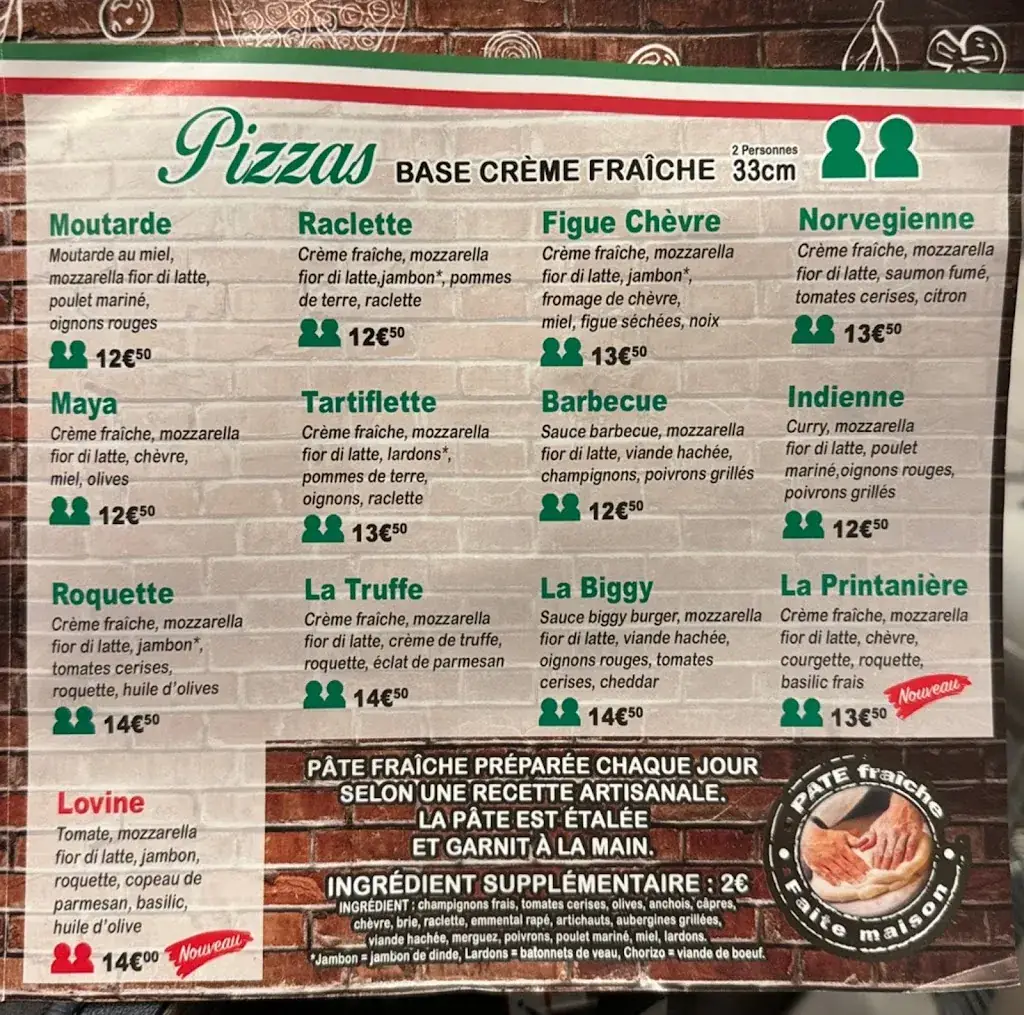 Pizzas BASE CRÈME FRAÎCHE 2 Personnes 33cm
Moutarde
Moutarde au miel,
mozzarella fior di latte,
poulet mariné,
oignons rouges
12€50
Raclette
Crème fraîche, mozzarella
fior di latte,jambon*, pommes
de terre, raclette
12€50
Figue Chèvre
Crème fraîche, mozzarella
fior di latte,jambon*,
fromage de chèvre,
miel, figue séchées, noix
13€50
Norvegienne
Crème fraîche, mozzarella
fior di latte, saumon fumé,
tomates cerises, citron
13€50
Maya
Crème fraîche, mozzarella
fior di latte, chèvre,
miel, olives
12€50
Tartiflette
Crème fraîche, mozzarella
fior di latte, lardons*,
pommes de terre,
oignons, raclette
13€50
Barbecue
Sauce barbecue, mozzarella
fior di latte, viande hachée,
champignons, poivrons grillés
12€50
Indienne
Curry, mozzarella
fior di latte, poulet
mariné,oignons rouges,
poivrons grillés
12€50
Roquette
Crème fraîche, mozzarella
fior di latte, jambon*,
tomates cerises,
roquette, huile d'olives
14€50
La Truffe
Crème fraîche, mozzarella
fior di latte, crème de truffe,
roquette, éclat de parmesan
14€50
La Biggy
Sauce biggy burger, mozzarella
fior di latte, viande hachée,
oignons rouges, tomates
cerises, cheddar
14€50
La Printanière
Crème fraîche, mozzarella
fior di latte, chèvre,
courgette, roquette,
basilic frais
13€50 Nouveau
Lovine
Tomate, mozzarella
fior di latte, jambon,
roquette, copeau de
parmesan, basilic,
huile d'olive
14€00 Nouveau
PÂTE FRAÎCHE PRÉPARÉE CHAQUE JOUR
SELON UNE RECETTE ARTISANALE.
LA PÂTE EST ÉTALÉE
ET GARNIT À LA MAIN.
INGRÉDIENT SUPPLÉMENTAIRE : 2€
INGRÉDIENT : champignons frais, tomates cerises, olives, anchois, câpres,
chèvre, brie, raclette, emmental rapé, artichauts, aubergines grillées,
viande hachée, merguez, poivrons, poulet mariné, miel, lardons.
*Jambon = jambon de dinde, Lardons = batonnets de veau, Chorizo = viande de boeuf.
PATE fraîche
Faite maison